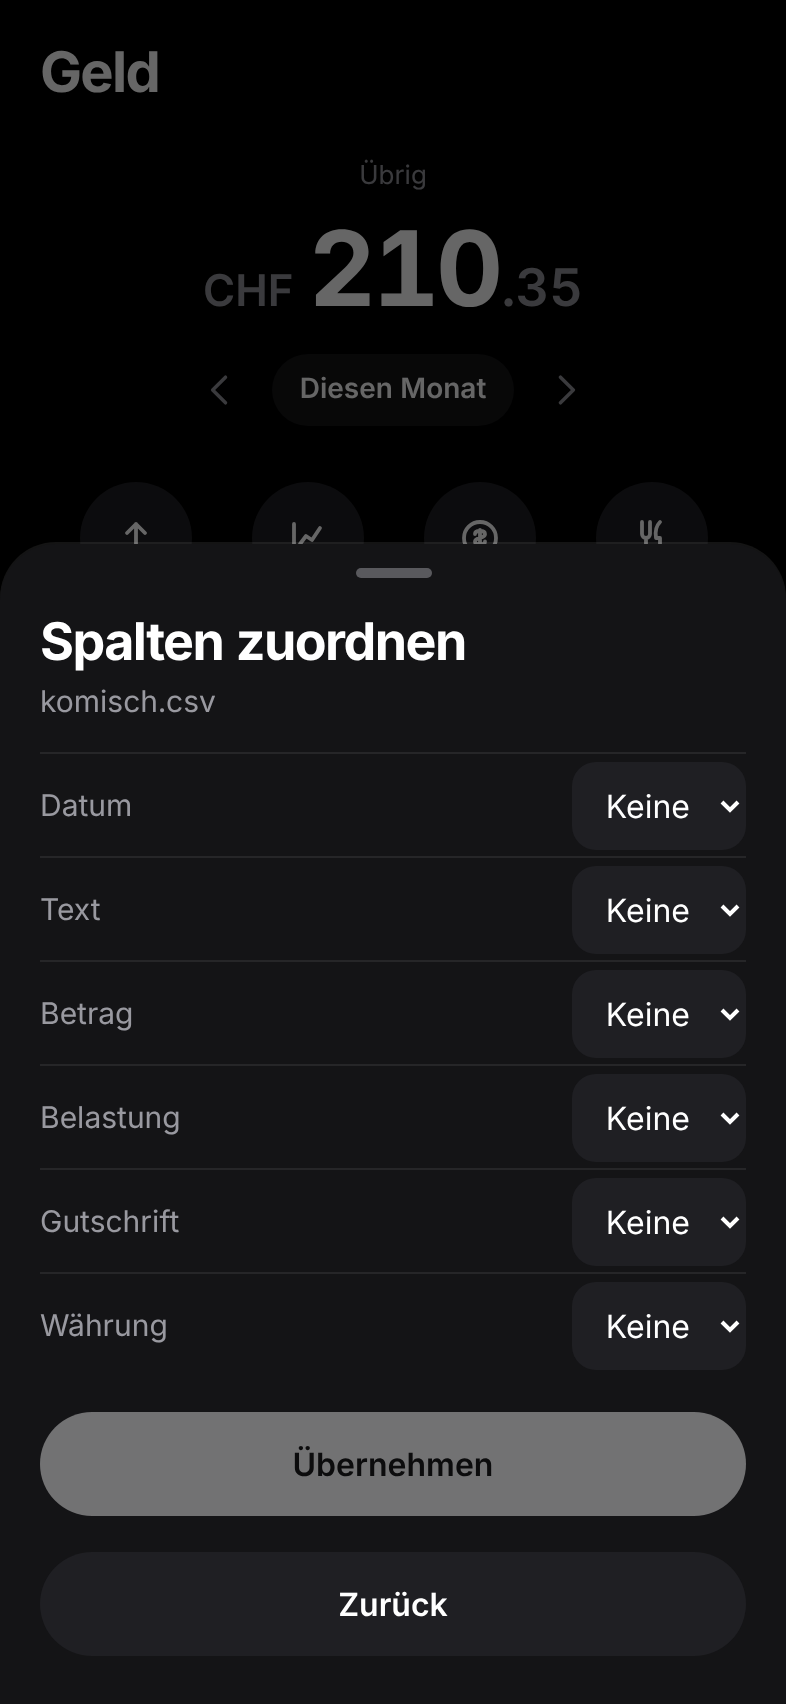 Geld
Übrig
CHF 210.35
Diesen Monat
Spalten zuordnen
komisch.csv
Datum Keine
Text Keine
Betrag Keine
Belastung Keine
Gutschrift Keine
Währung Keine
Übernehmen
Zurück